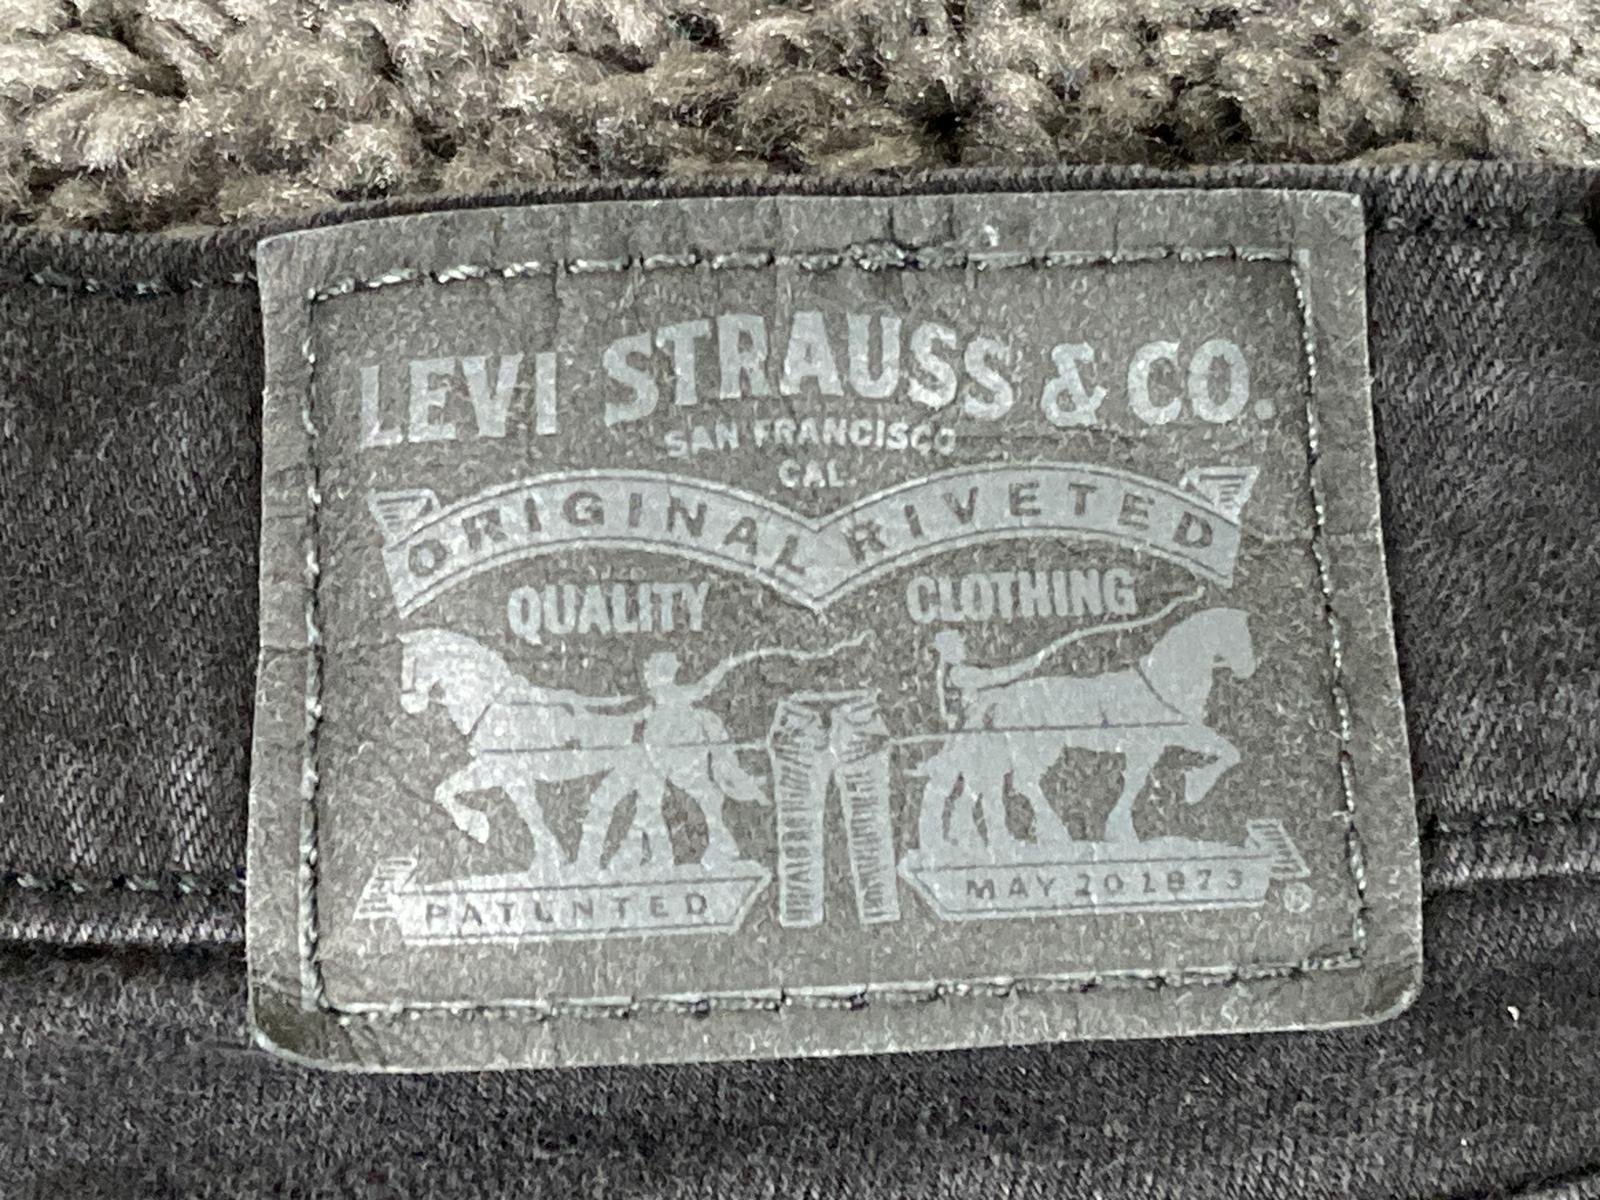 LEVI STRAUSS & CO.
SAN FRANCISCO
CAL.
ORIGINAL RIVETED
QUALITY CLOTHING
PATENTED MAY 20 1873 ®